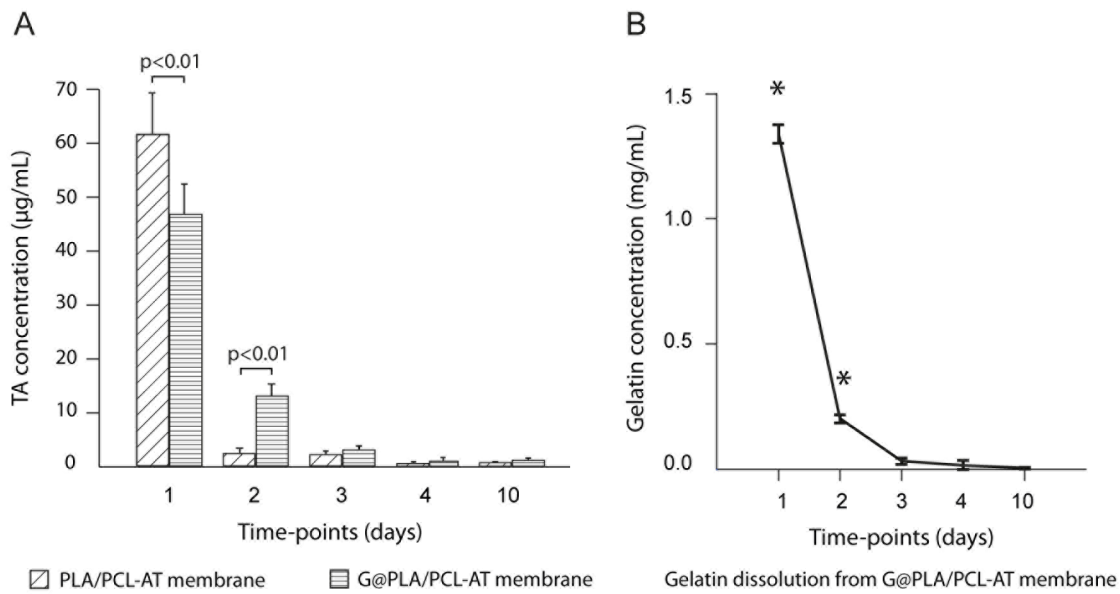 A
p<0.01
70
60
50
40
30
20
10
0
TA concentration (μg/mL)
p<0.01
1 2 3 4 10
Time-points (days)
PLA/PCL-AT membrane
G@PLA/PCL-AT membrane
B
1.5
1.0
0.5
0.0
Gelatin concentration (mg/mL)
*
*
1 2 3 4 10
Time-points (days)
Gelatin dissolution from G@PLA/PCL-AT membrane